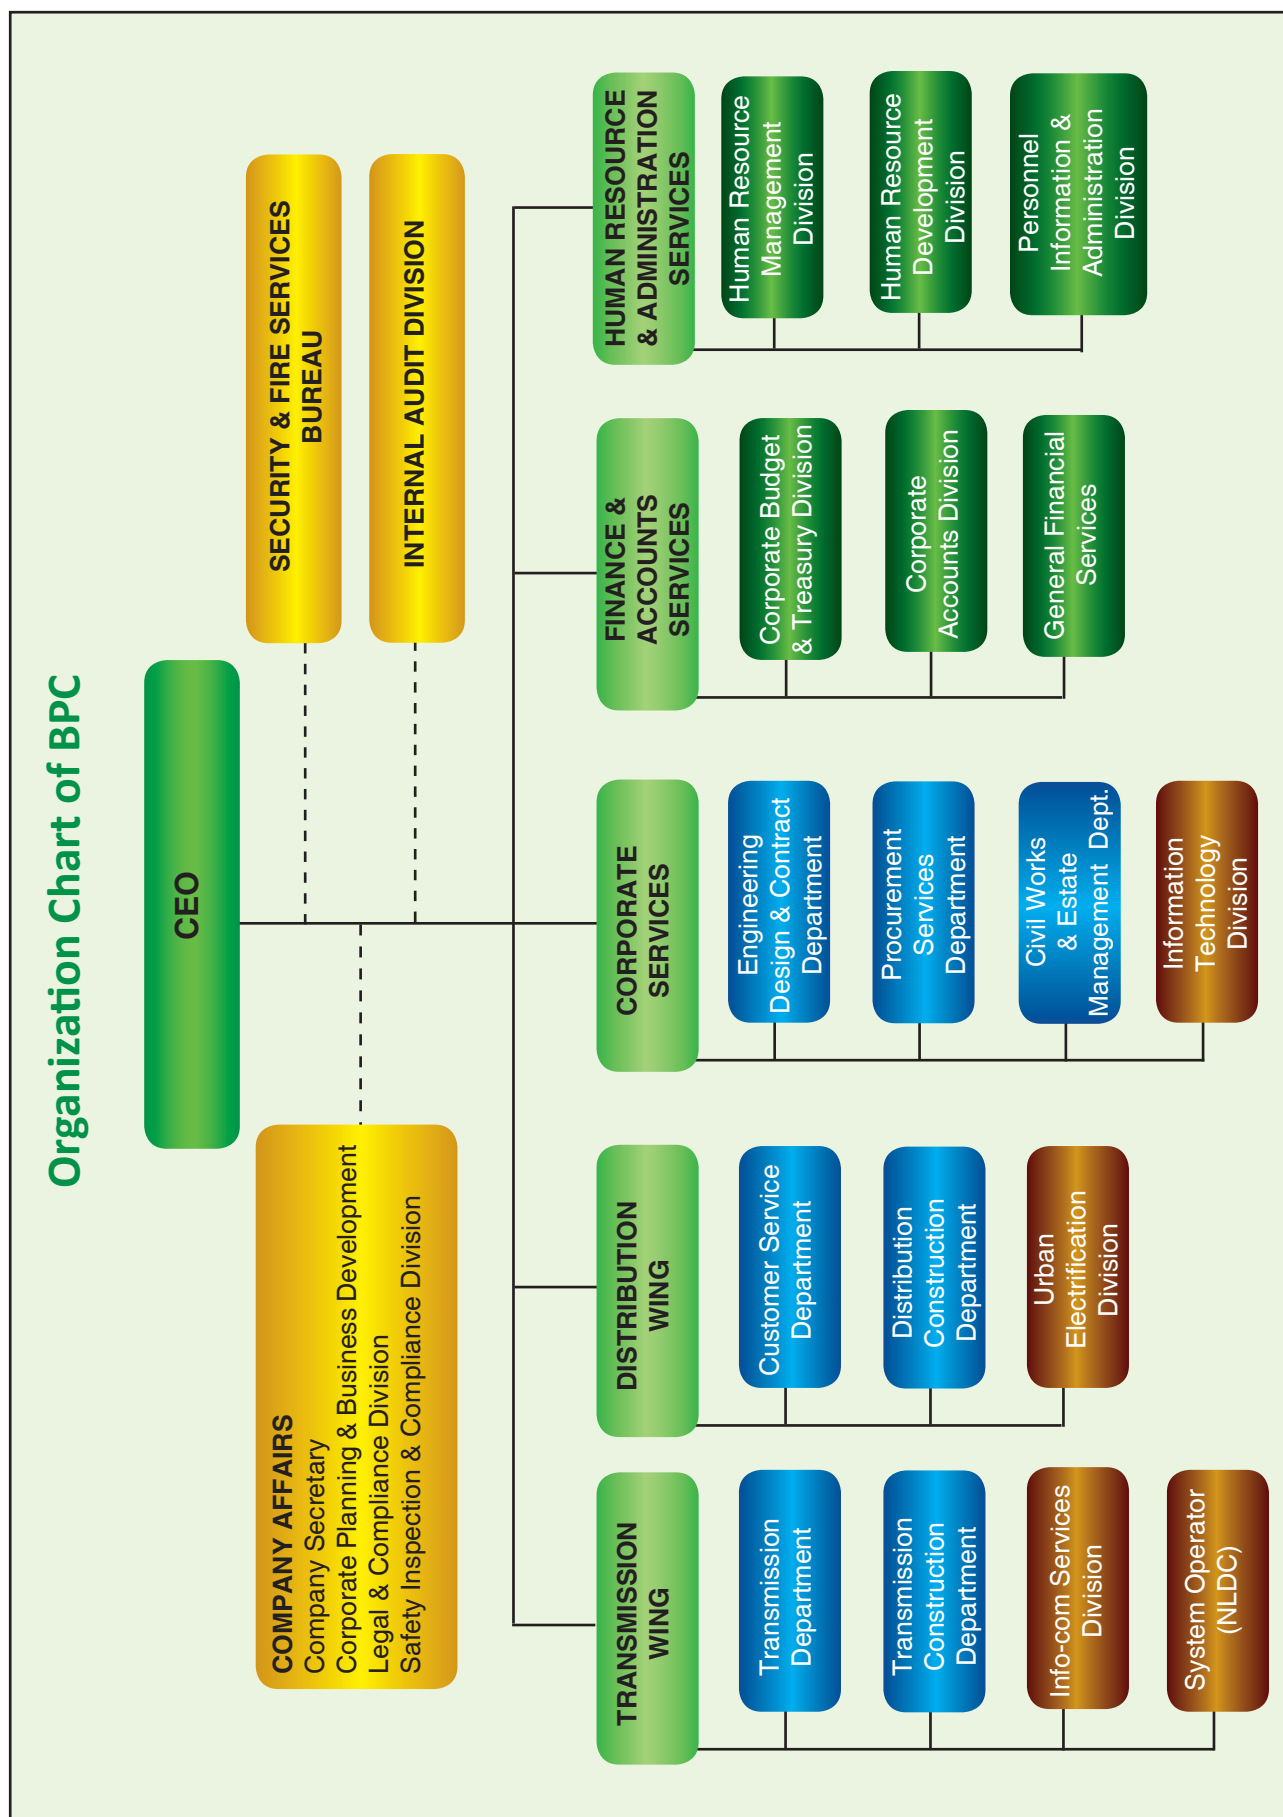 Organization Chart of BPC
CEO
COMPANY AFFAIRS
Company Secretary
Corporate Planning & Business Development
Legal & Compliance Division
Safety Inspection & Compliance Division
SECURITY & FIRE SERVICES
BUREAU
INTERNAL AUDIT DIVISION
TRANSMISSION
WING
Transmission
Department
Transmission
Construction
Department
Info-com Services
Division
System Operator
(NLDC)
DISTRIBUTION
WING
Customer Service
Department
Distribution
Construction
Department
Urban
Electrification
Division
CORPORATE
SERVICES
Engineering
Design & Contract
Department
Procurement
Services
Department
Civil Works
& Estate
Management Dept.
Information
Technology
Division
FINANCE &
ACCOUNTS
SERVICES
Corporate Budget
& Treasury Division
Corporate
Accounts Division
General Financial
Services
HUMAN RESOURCE
& ADMINISTRATION
SERVICES
Human Resource
Management
Division
Human Resource
Development
Division
Personnel
Information &
Administration
Division